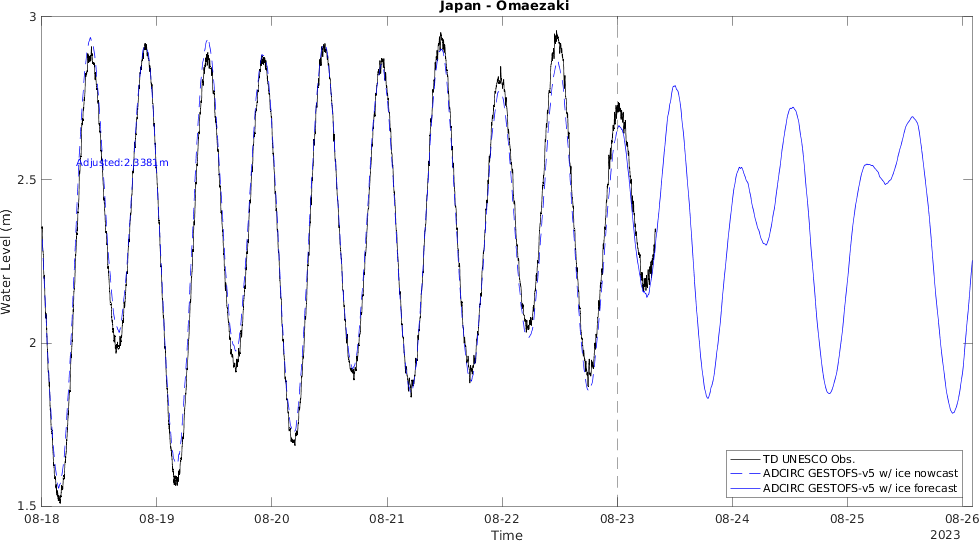 Japan - Omaezaki
3
2.5
2
1.5
Water Level (m)
Adjusted:2.3381m
TD UNESCO Obs.
ADCIRC GESTOFS-v5 w/ ice nowcast
ADCIRC GESTOFS-v5 w/ ice forecast
08-18 08-19 08-20 08-21 08-22 08-23 08-24 08-25 08-26
Time
2023